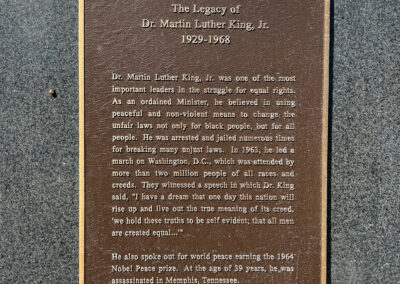 The Legacy of
Dr. Martin Luther King, Jr.
1929-1968
Dr. Martin Luther King, Jr. was one of the most
important leaders in the struggle for equal rights.
As an ordained Minister, he believed in using
peaceful and non-violent means to change the
unfair laws not only for black people, but for all
people. He was arrested and jailed numerous times
for breaking many unjust laws. In 1963, he led a
march on Washington, D.C., which was attended by
more than two million people of all races and
creeds. They witnessed a speech in which Dr. King
said, "I have a dream that one day this nation will
rise up and live out the true meaning of its creed,
'we hold these truths to be self evident; that all men
are created equal...'"
He also spoke out for world peace earning the 1964
Nobel Peace prize. At the age of 39 years, he was
assassinated in Memphis, Tennessee.